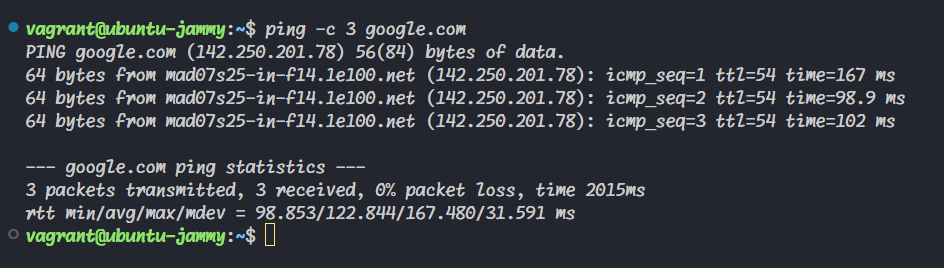 vagrant@ubuntu-jammy:~$ ping -c 3 google.com
PING google.com (142.250.201.78) 56(84) bytes of data.
64 bytes from mad07s25-in-f14.1e100.net (142.250.201.78): icmp_seq=1 ttl=54 time=167 ms
64 bytes from mad07s25-in-f14.1e100.net (142.250.201.78): icmp_seq=2 ttl=54 time=98.9 ms
64 bytes from mad07s25-in-f14.1e100.net (142.250.201.78): icmp_seq=3 ttl=54 time=102 ms

--- google.com ping statistics ---
3 packets transmitted, 3 received, 0% packet loss, time 2015ms
rtt min/avg/max/mdev = 98.853/122.844/167.480/31.591 ms
vagrant@ubuntu-jammy:~$